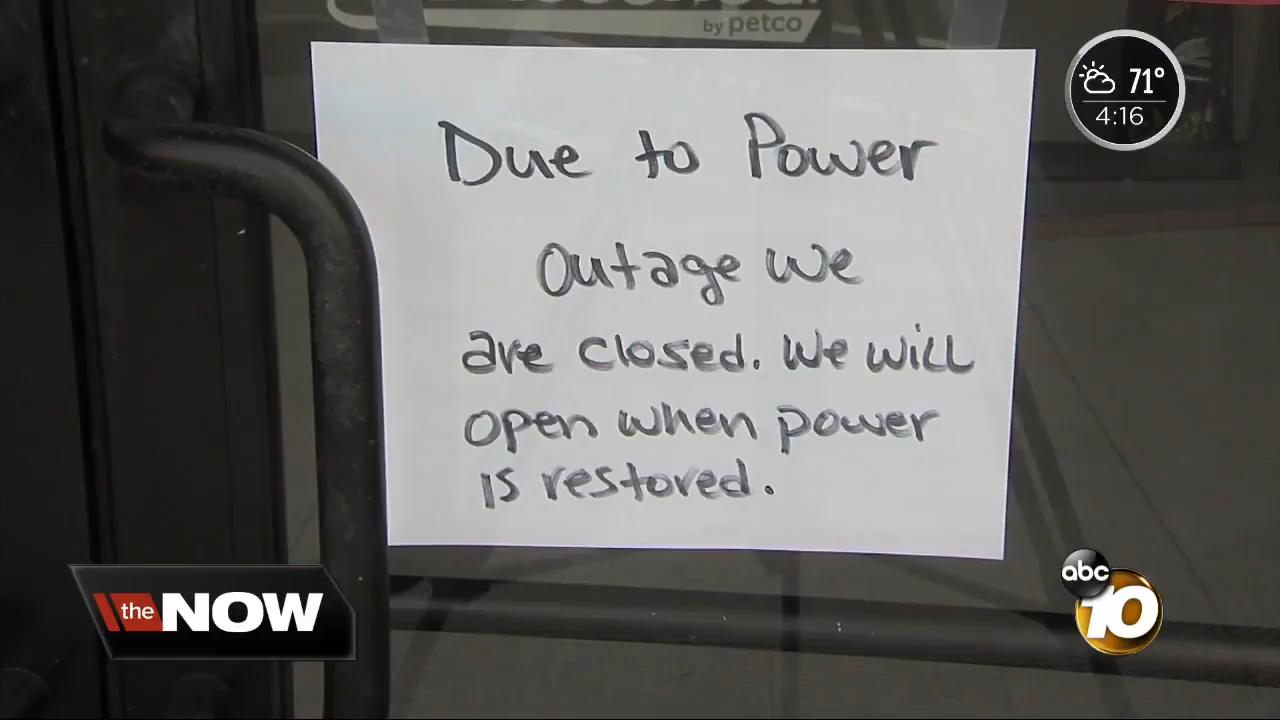 by petco
71°
4:16
Due to Power
Outage we
are closed. We will
open when power
is restored.
the NOW
abc
10